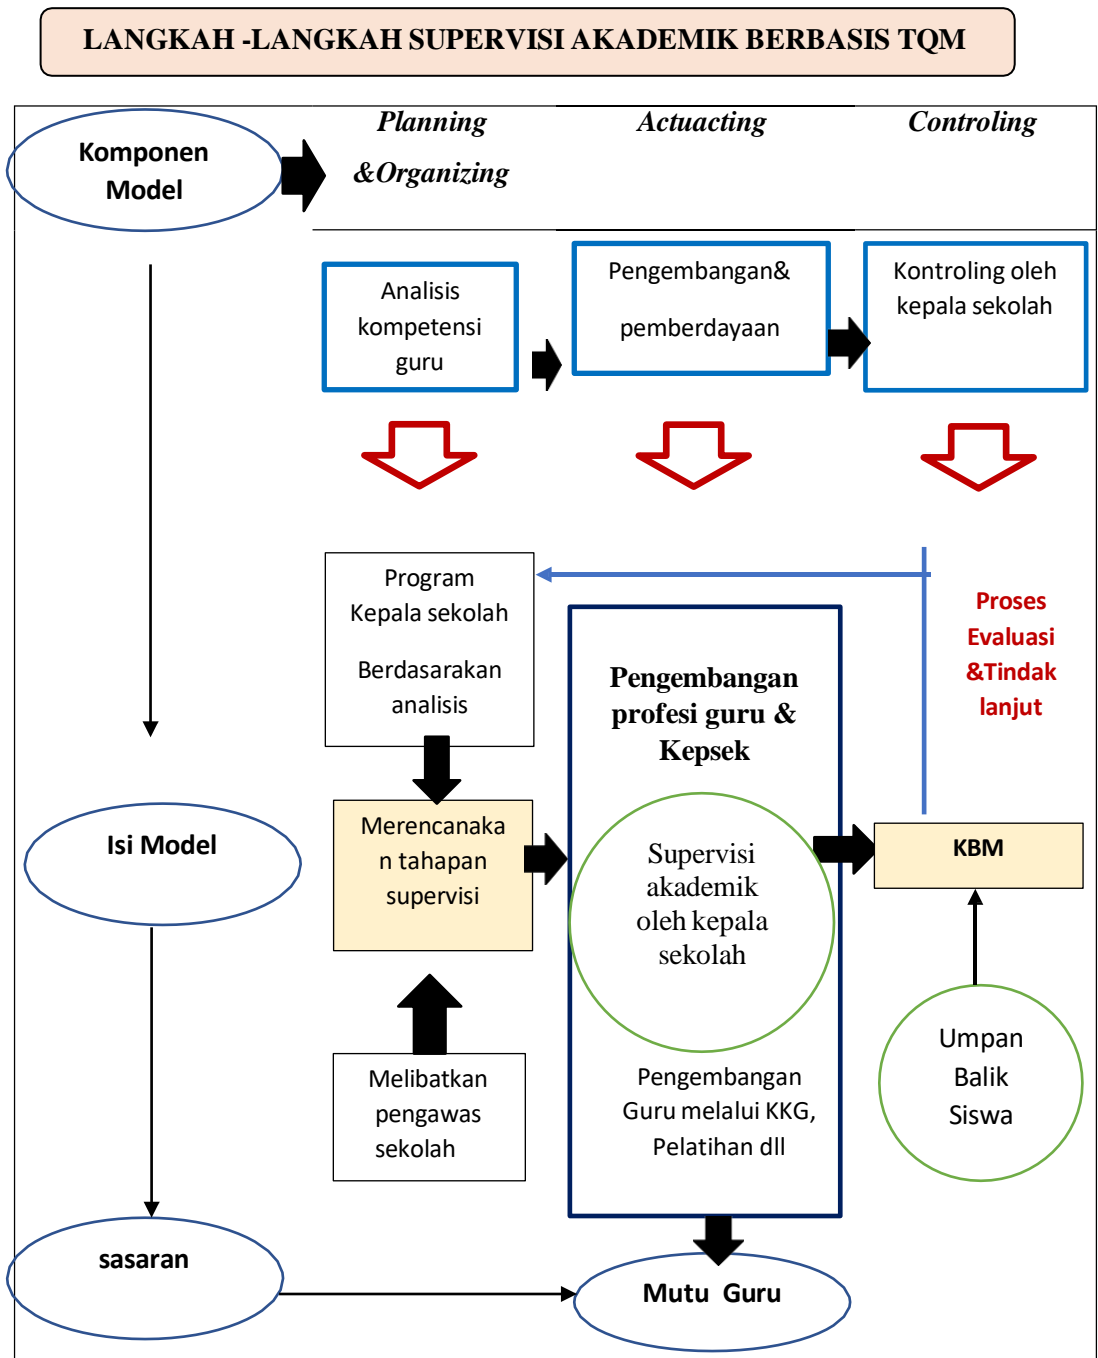 LANGKAH -LANGKAH SUPERVISI AKADEMIK BERBASIS TQM
Komponen
Model
Planning
&Organizing
Actuacting
Controling
Analisis
kompetensi
guru
Pengembangan&
pemberdayaan
Kontroling oleh
kepala sekolah
Program
Kepala sekolah
Berdasarakan
analisis
Proses
Evaluasi
&Tindak
lanjut
Pengembangan
profesi guru &
Kepsek
Isi Model
Merencanaka
n tahapan
supervisi
Supervisi
akademik
oleh kepala
sekolah
KBM
Melibatkan
pengawas
sekolah
Pengembangan
Guru melalui KKG,
Pelatihan dll
Umpan
Balik
Siswa
sasaran
Mutu Guru